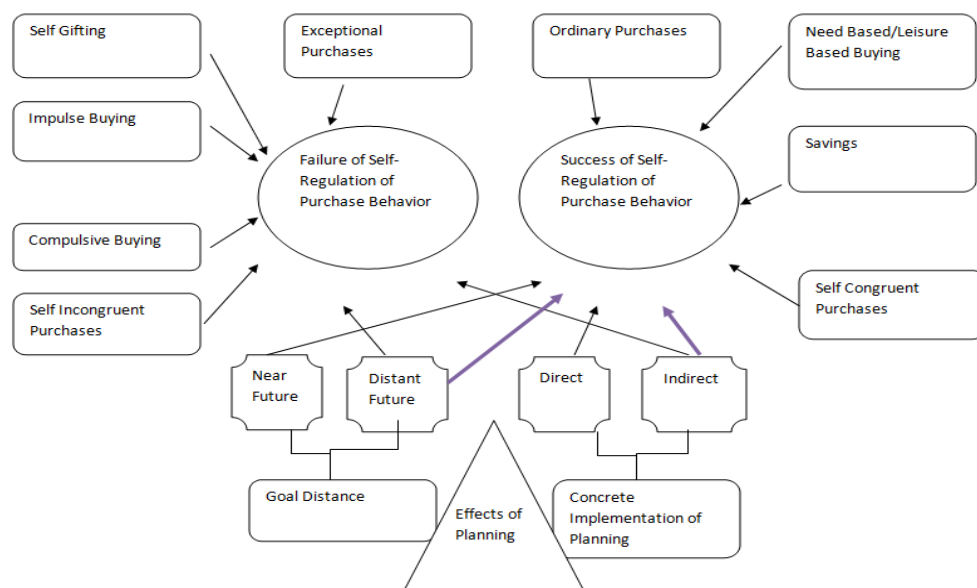 Self Gifting
Exceptional
Purchases
Ordinary Purchases
Need Based/Leisure
Based Buying
Impulse Buying
Savings
Failure of Self-
Regulation of
Purchase Behavior
Success of Self-
Regulation of
Purchase Behavior
Compulsive Buying
Self Incongruent
Purchases
Self Congruent
Purchases
Near
Future
Distant
Future
Direct
Indirect
Goal Distance
Effects of
Planning
Concrete
Implementation of
Planning